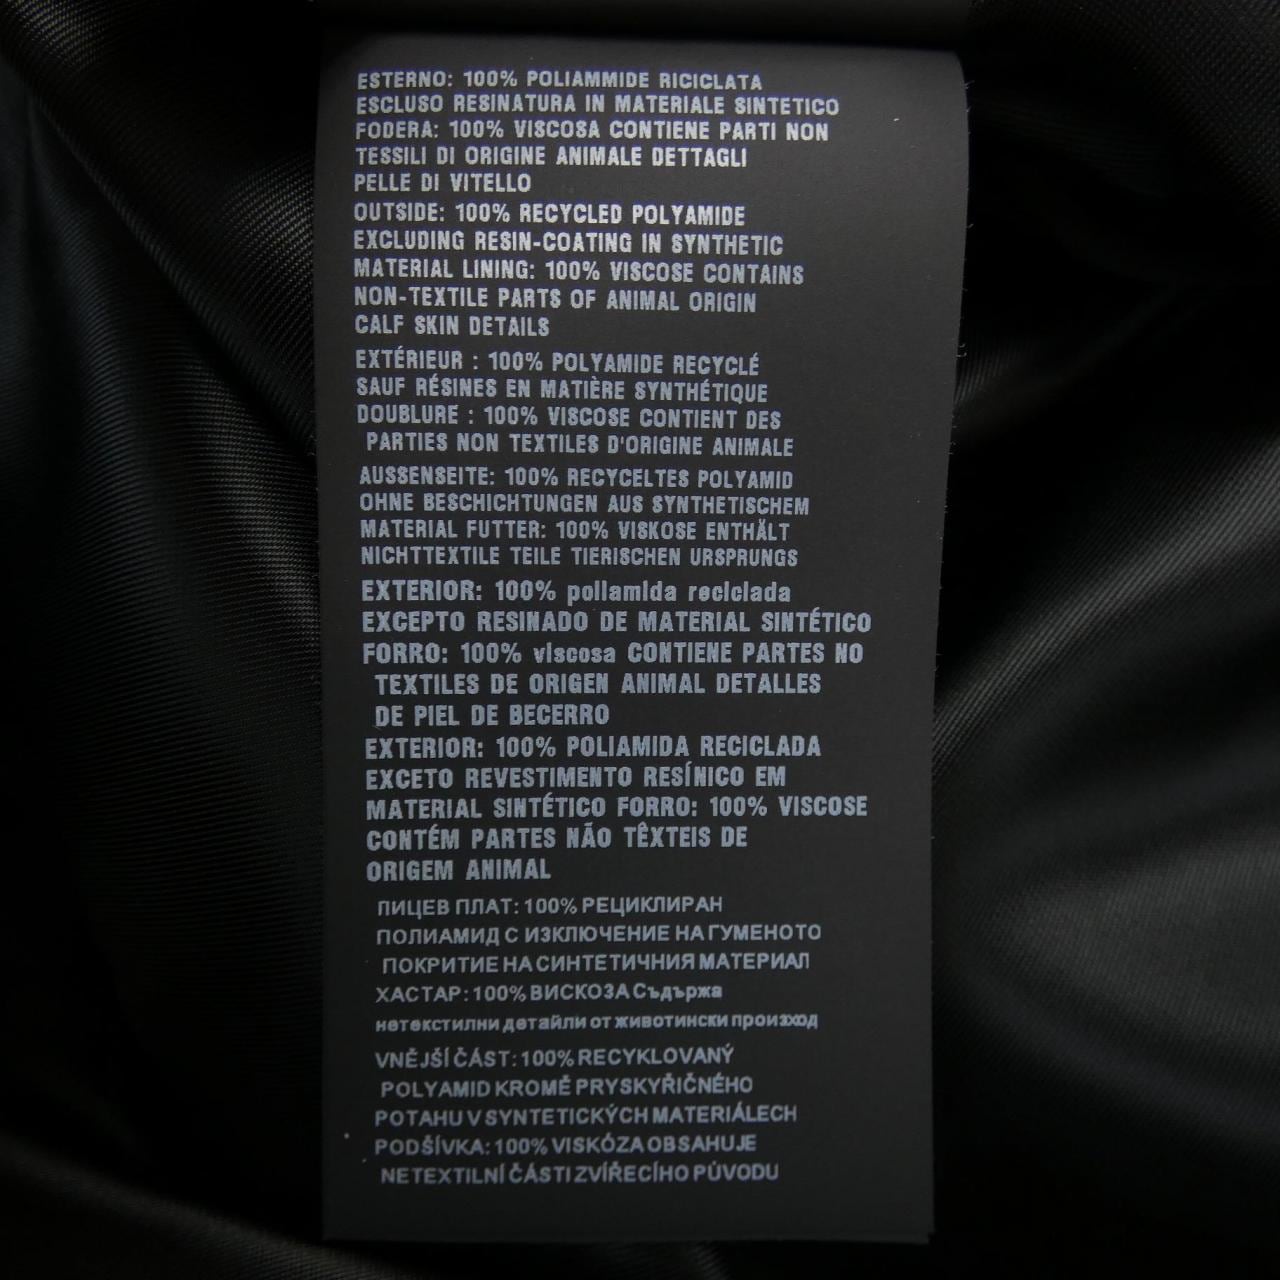 ESTERNO: 100% POLIAMMIDE RICICLATA
ESCLUSO RESINATURA IN MATERIALE SINTETICO
FODERA: 100% VISCOSA CONTIENE PARTI NON
TESSILI DI ORIGINE ANIMALE DETTAGLI
PELLE DI VITELLO
OUTSIDE: 100% RECYCLED POLYAMIDE
EXCLUDING RESIN-COATING IN SYNTHETIC
MATERIAL LINING: 100% VISCOSE CONTAINS
NON-TEXTILE PARTS OF ANIMAL ORIGIN
CALF SKIN DETAILS
EXTÉRIEUR : 100% POLYAMIDE RECYCLÉ
SAUF RÉSINES EN MATIÈRE SYNTHÉTIQUE
DOUBLURE : 100% VISCOSE CONTIENT DES
PARTIES NON TEXTILES D'ORIGINE ANIMALE
AUSSENSEITE: 100% RECYCELTES POLYAMID
OHNE BESCHICHTUNGEN AUS SYNTHETISCHEM
MATERIAL FUTTER: 100% VISKOSE ENTHÄLT
NICHTTEXTILE TEILE TIERISCHEN URSPRUNGS
EXTERIOR: 100% poliamida reciclada
EXCEPTO RESINADO DE MATERIAL SINTÉTICO
FORRO: 100% viscosa CONTIENE PARTES NO
TEXTILES DE ORIGEN ANIMAL DETALLES
DE PIEL DE BECERRO
EXTERIOR: 100% POLIAMIDA RECICLADA
EXCETO REVESTIMENTO RESÍNICO EM
MATERIAL SINTÉTICO FORRO: 100% VISCOSE
CONTÉM PARTES NÃO TÊXTEIS DE
ORIGEM ANIMAL
ЛИЦЕВ ПЛАТ: 100% РЕЦИКЛИРАН
ПОЛИАМИД С ИЗКЛЮЧЕНИЕ НА ГУМЕНОТО
ПОКРИТИЕ НА СИНТЕТИЧНИЯ МАТЕРИАЛ
ХАСТАР: 100% ВИСКОЗА Съдържа
нетекстилни детайли от животински произход
VNĚJŠÍ ČÁST: 100% RECYKLOVANÝ
POLYAMID KROMĚ PRYSKYŘIČNÉHO
POTAHU V SYNTETICKÝCH MATERIÁLECH
PODŠÍVKA: 100% VISKÓZA OBSAHUJE
NETEXTILNÍ ČÁSTI ZVÍŘECÍHO PŮVODU